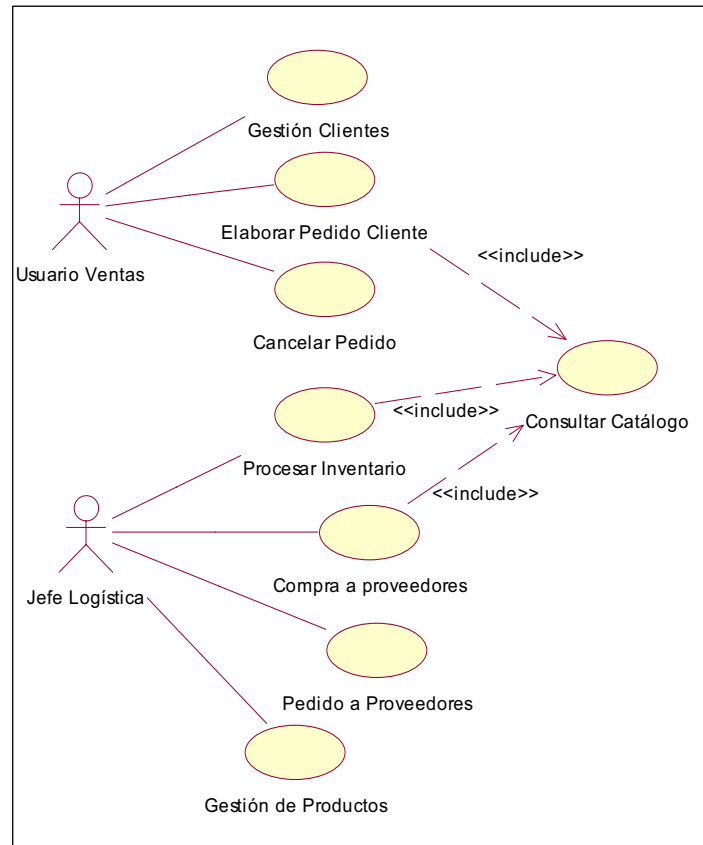 Gestión Clientes
Elaborar Pedido Cliente
<<include>>
Usuario Ventas
Cancelar Pedido
<<include>>
Consultar Catálogo
Procesar Inventario
<<include>>
Compra a proveedores
Jefe Logística
Pedido a Proveedores
Gestión de Productos